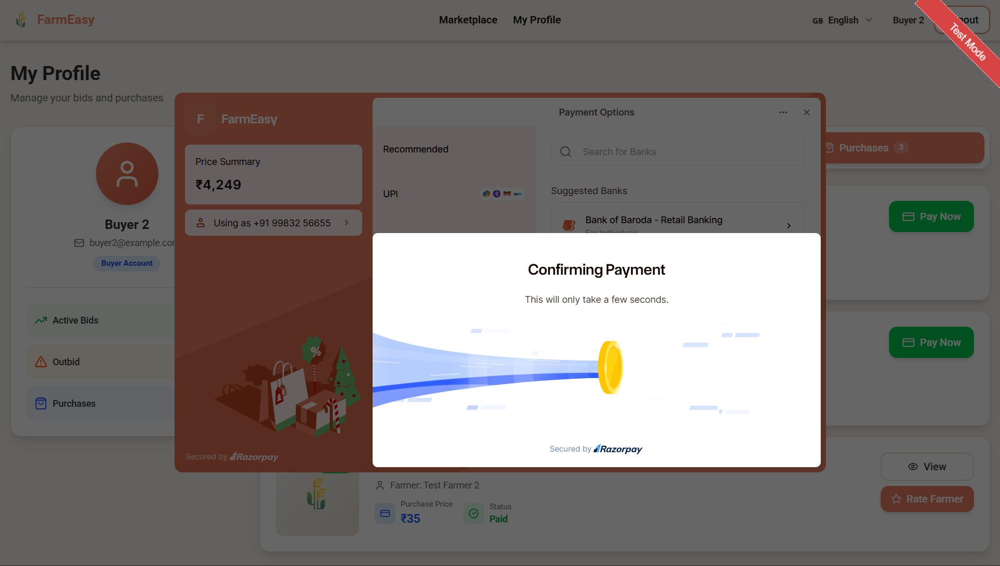 FarmEasy
Marketplace
My Profile
GB English
Buyer 2
out
Test Mode
My Profile
Manage your bids and purchases
F
FarmEasy
Payment Options
Price Summary
₹4,249
Using as +91 99832 56655
Recommended
UPI
Search for Banks
Suggested Banks
Bank of Baroda - Retail Banking
For Individuals
Purchases 3
Pay Now
Buyer 2
buyer2@example.com
Buyer Account
Active Bids
Outbid
Purchases
%
Secured by Razorpay
Confirming Payment
This will only take a few seconds.
Secured by Razorpay
Pay Now
View
Rate Farmer
Farmer: Test Farmer 2
Purchase Price
₹35
Status
Paid